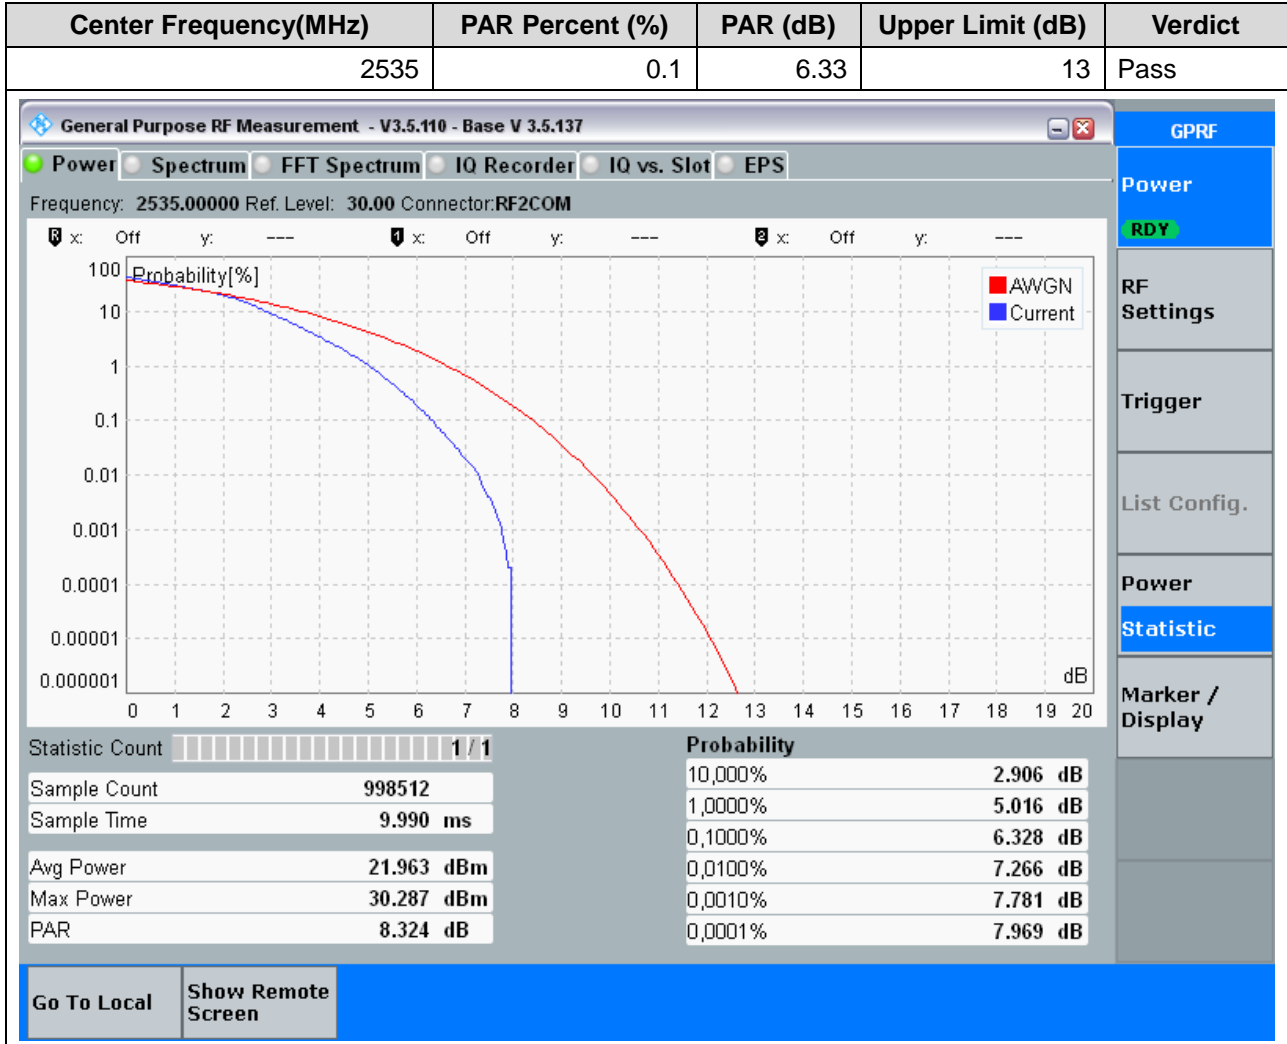 Center Frequency(MHz) PAR Percent (%) PAR (dB) Upper Limit (dB) Verdict
2535 0.1 6.33 13 Pass
General Purpose RF Measurement - V3.5.110 - Base V 3.5.137
GPRF
Power Spectrum FFT Spectrum IQ Recorder IQ vs. Slot EPS
Frequency: 2535.00000 Ref. Level: 30.00 Connector:RF2COM
R x: Off y: --- 1 x: Off y: --- 2 x: Off y: ---
Probability[%]
AWGN
Current
100
10
1
0.1
0.01
0.001
0.0001
0.00001
0.000001
dB
0 1 2 3 4 5 6 7 8 9 10 11 12 13 14 15 16 17 18 19 20
Statistic Count 1 / 1
Sample Count 998512
Sample Time 9.990 ms
Avg Power 21.963 dBm
Max Power 30.287 dBm
PAR 8.324 dB
Probability
10,000% 2.906 dB
1,0000% 5.016 dB
0,1000% 6.328 dB
0,0100% 7.266 dB
0,0010% 7.781 dB
0,0001% 7.969 dB
Power
RDY
RF
Settings
Trigger
List Config.
Power
Statistic
Marker /
Display
Go To Local
Show Remote
Screen